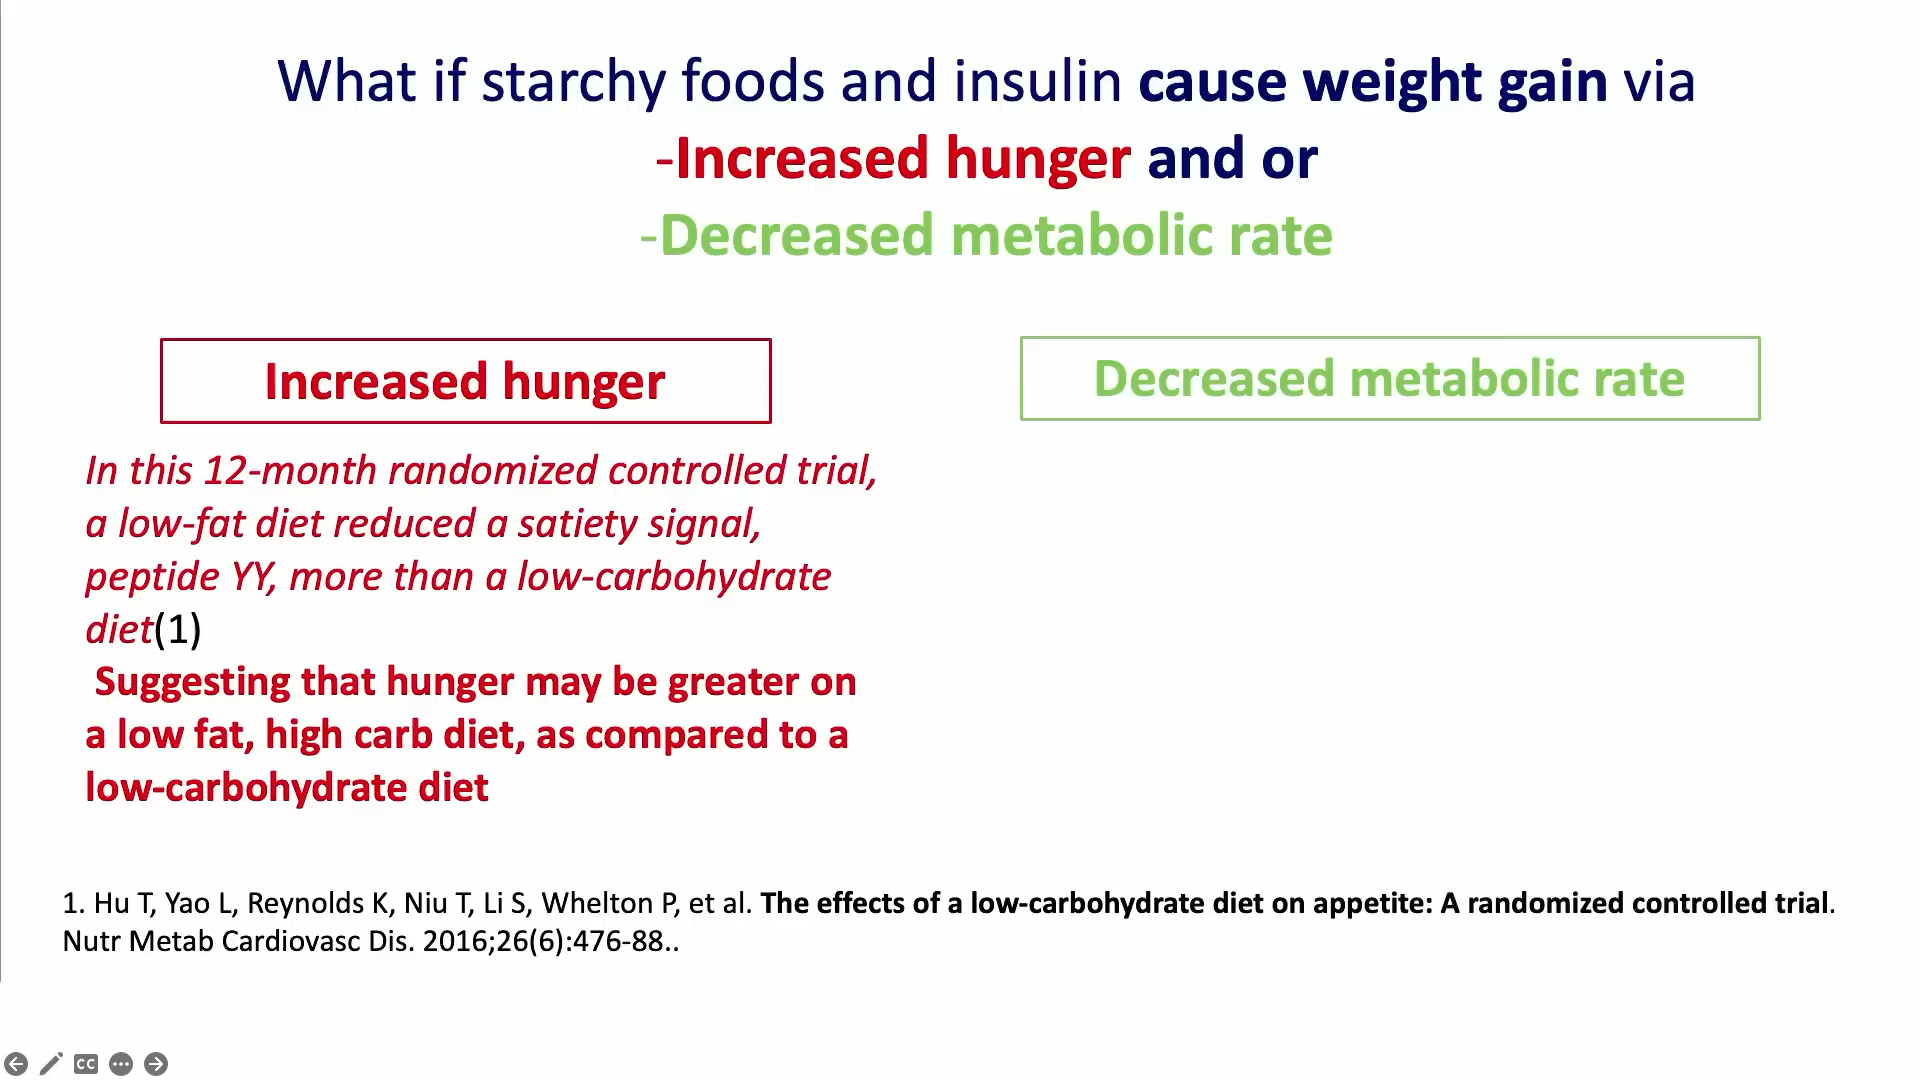 What if starchy foods and insulin cause weight gain via
-Increased hunger and or
-Decreased metabolic rate
Increased hunger
Decreased metabolic rate
In this 12-month randomized controlled trial,
a low-fat diet reduced a satiety signal,
peptide YY, more than a low-carbohydrate
diet(1)
Suggesting that hunger may be greater on
a low fat, high carb diet, as compared to a
low-carbohydrate diet
1. Hu T, Yao L, Reynolds K, Niu T, Li S, Whelton P, et al. The effects of a low-carbohydrate diet on appetite: A randomized controlled trial.
Nutr Metab Cardiovasc Dis. 2016;26(6):476-88..
CC